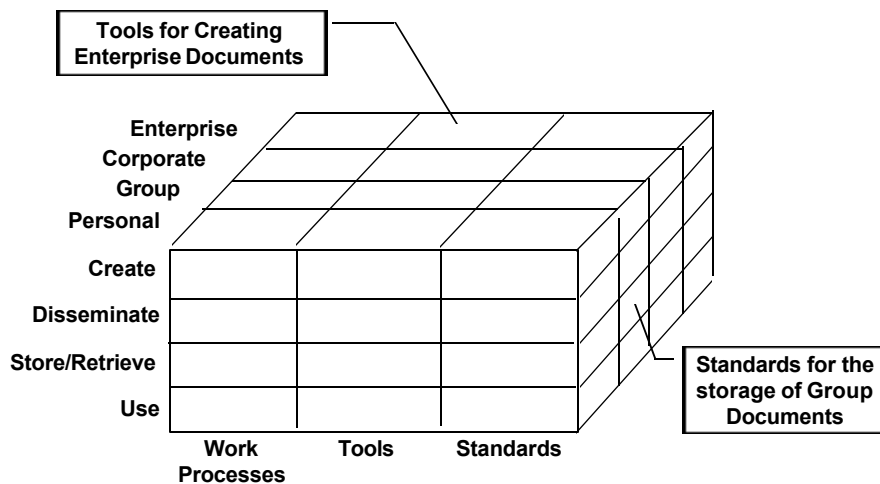 Tools for Creating
Enterprise Documents
Enterprise
Corporate
Group
Personal
Create
Disseminate
Store/Retrieve
Use
Work
Processes
Tools
Standards
Standards for the
storage of Group
Documents